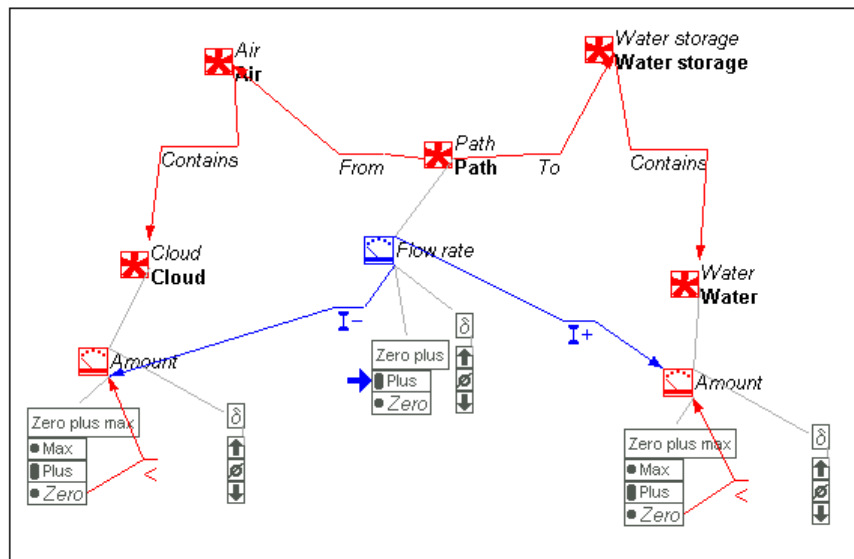 Air
Air
Water storage
Water storage
Path
Path
Contains
From
To
Contains
Cloud
Cloud
Flow rate
Water
Water
I-
I+
δ
Zero plus
Plus
Zero
Amount
Amount
δ
Zero plus max
Max
Plus
Zero
<
δ
Zero plus max
Max
Plus
Zero
<